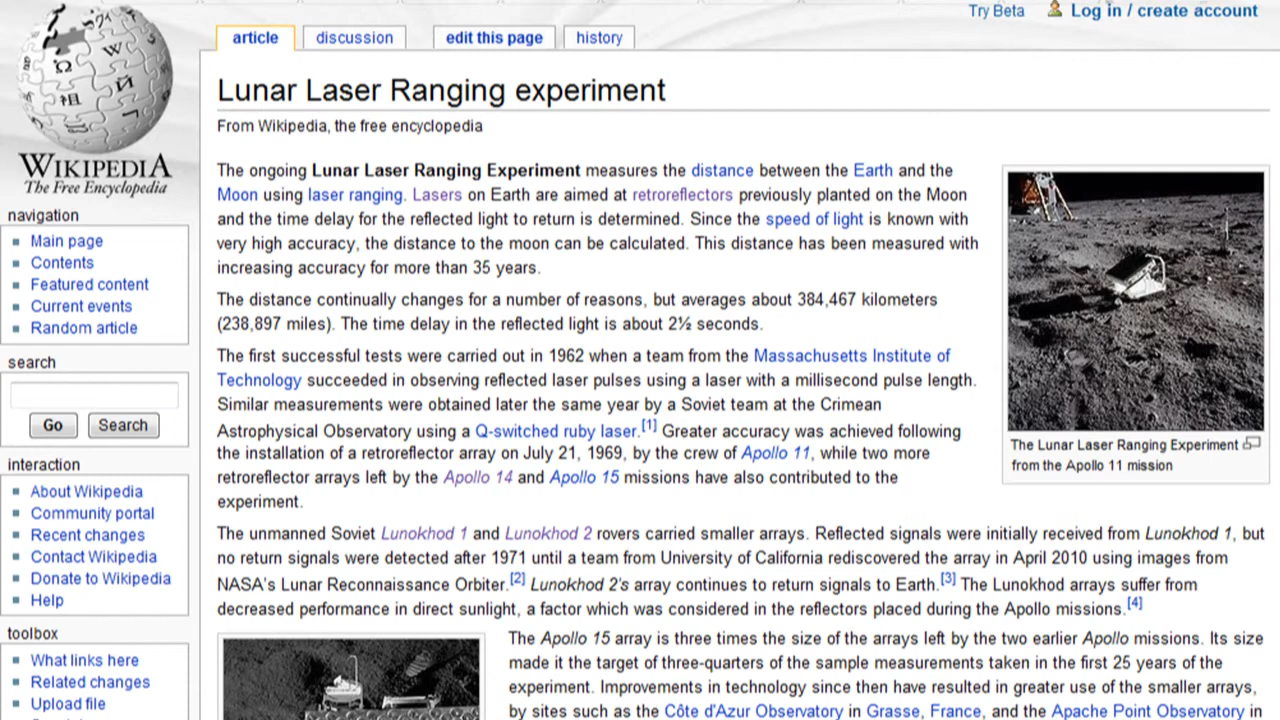 Try Beta
Log in / create account
article
discussion
edit this page
history
Lunar Laser Ranging experiment
From Wikipedia, the free encyclopedia
WIKIPEDIA
The Free Encyclopedia
navigation
Main page
Contents
Featured content
Current events
Random article
search
Go
Search
interaction
About Wikipedia
Community portal
Recent changes
Contact Wikipedia
Donate to Wikipedia
Help
toolbox
What links here
Related changes
Upload file
The ongoing Lunar Laser Ranging Experiment measures the distance between the Earth and the
Moon using laser ranging. Lasers on Earth are aimed at retroreflectors previously planted on the Moon
and the time delay for the reflected light to return is determined. Since the speed of light is known with
very high accuracy, the distance to the moon can be calculated. This distance has been measured with
increasing accuracy for more than 35 years.
The distance continually changes for a number of reasons, but averages about 384,467 kilometers
(238,897 miles). The time delay in the reflected light is about 2½ seconds.
The first successful tests were carried out in 1962 when a team from the Massachusetts Institute of
Technology succeeded in observing reflected laser pulses using a laser with a millisecond pulse length.
Similar measurements were obtained later the same year by a Soviet team at the Crimean
Astrophysical Observatory using a Q-switched ruby laser.[1] Greater accuracy was achieved following
the installation of a retroreflector array on July 21, 1969, by the crew of Apollo 11, while two more
retroreflector arrays left by the Apollo 14 and Apollo 15 missions have also contributed to the
experiment.
The Lunar Laser Ranging Experiment
from the Apollo 11 mission
The unmanned Soviet Lunokhod 1 and Lunokhod 2 rovers carried smaller arrays. Reflected signals were initially received from Lunokhod 1, but
no return signals were detected after 1971 until a team from University of California rediscovered the array in April 2010 using images from
NASA's Lunar Reconnaissance Orbiter.[2] Lunokhod 2's array continues to return signals to Earth.[3] The Lunokhod arrays suffer from
decreased performance in direct sunlight, a factor which was considered in the reflectors placed during the Apollo missions.[4]
The Apollo 15 array is three times the size of the arrays left by the two earlier Apollo missions. Its size
made it the target of three-quarters of the sample measurements taken in the first 25 years of the
experiment. Improvements in technology since then have resulted in greater use of the smaller arrays,
by sites such as the Côte d'Azur Observatory in Grasse, France, and the Apache Point Observatory in